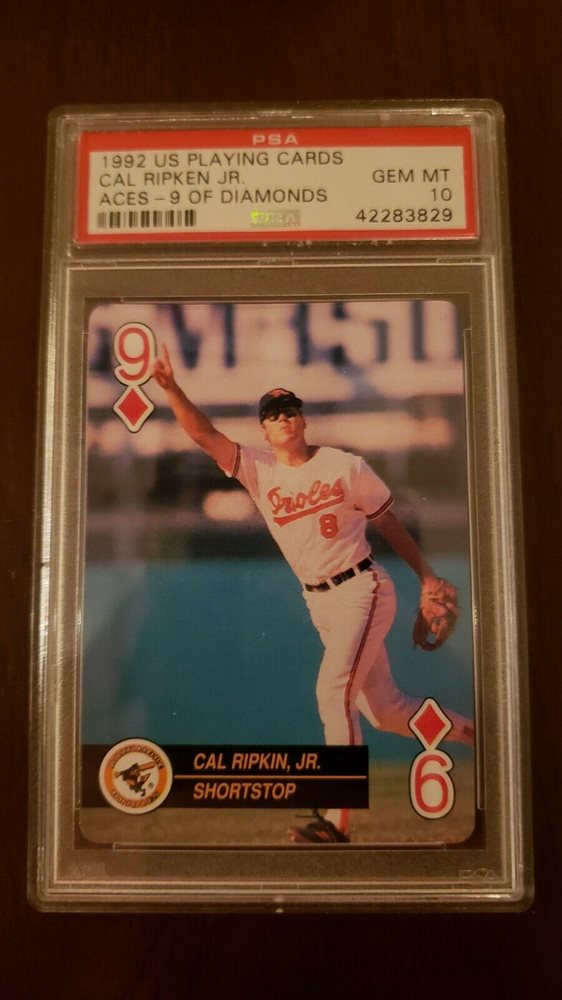 PSA
1992 US PLAYING CARDS
CAL RIPKEN JR. GEM MT
ACES - 9 OF DIAMONDS 10
42283829
9
Orioles
8
CAL RIPKIN, JR.
SHORTSTOP
9